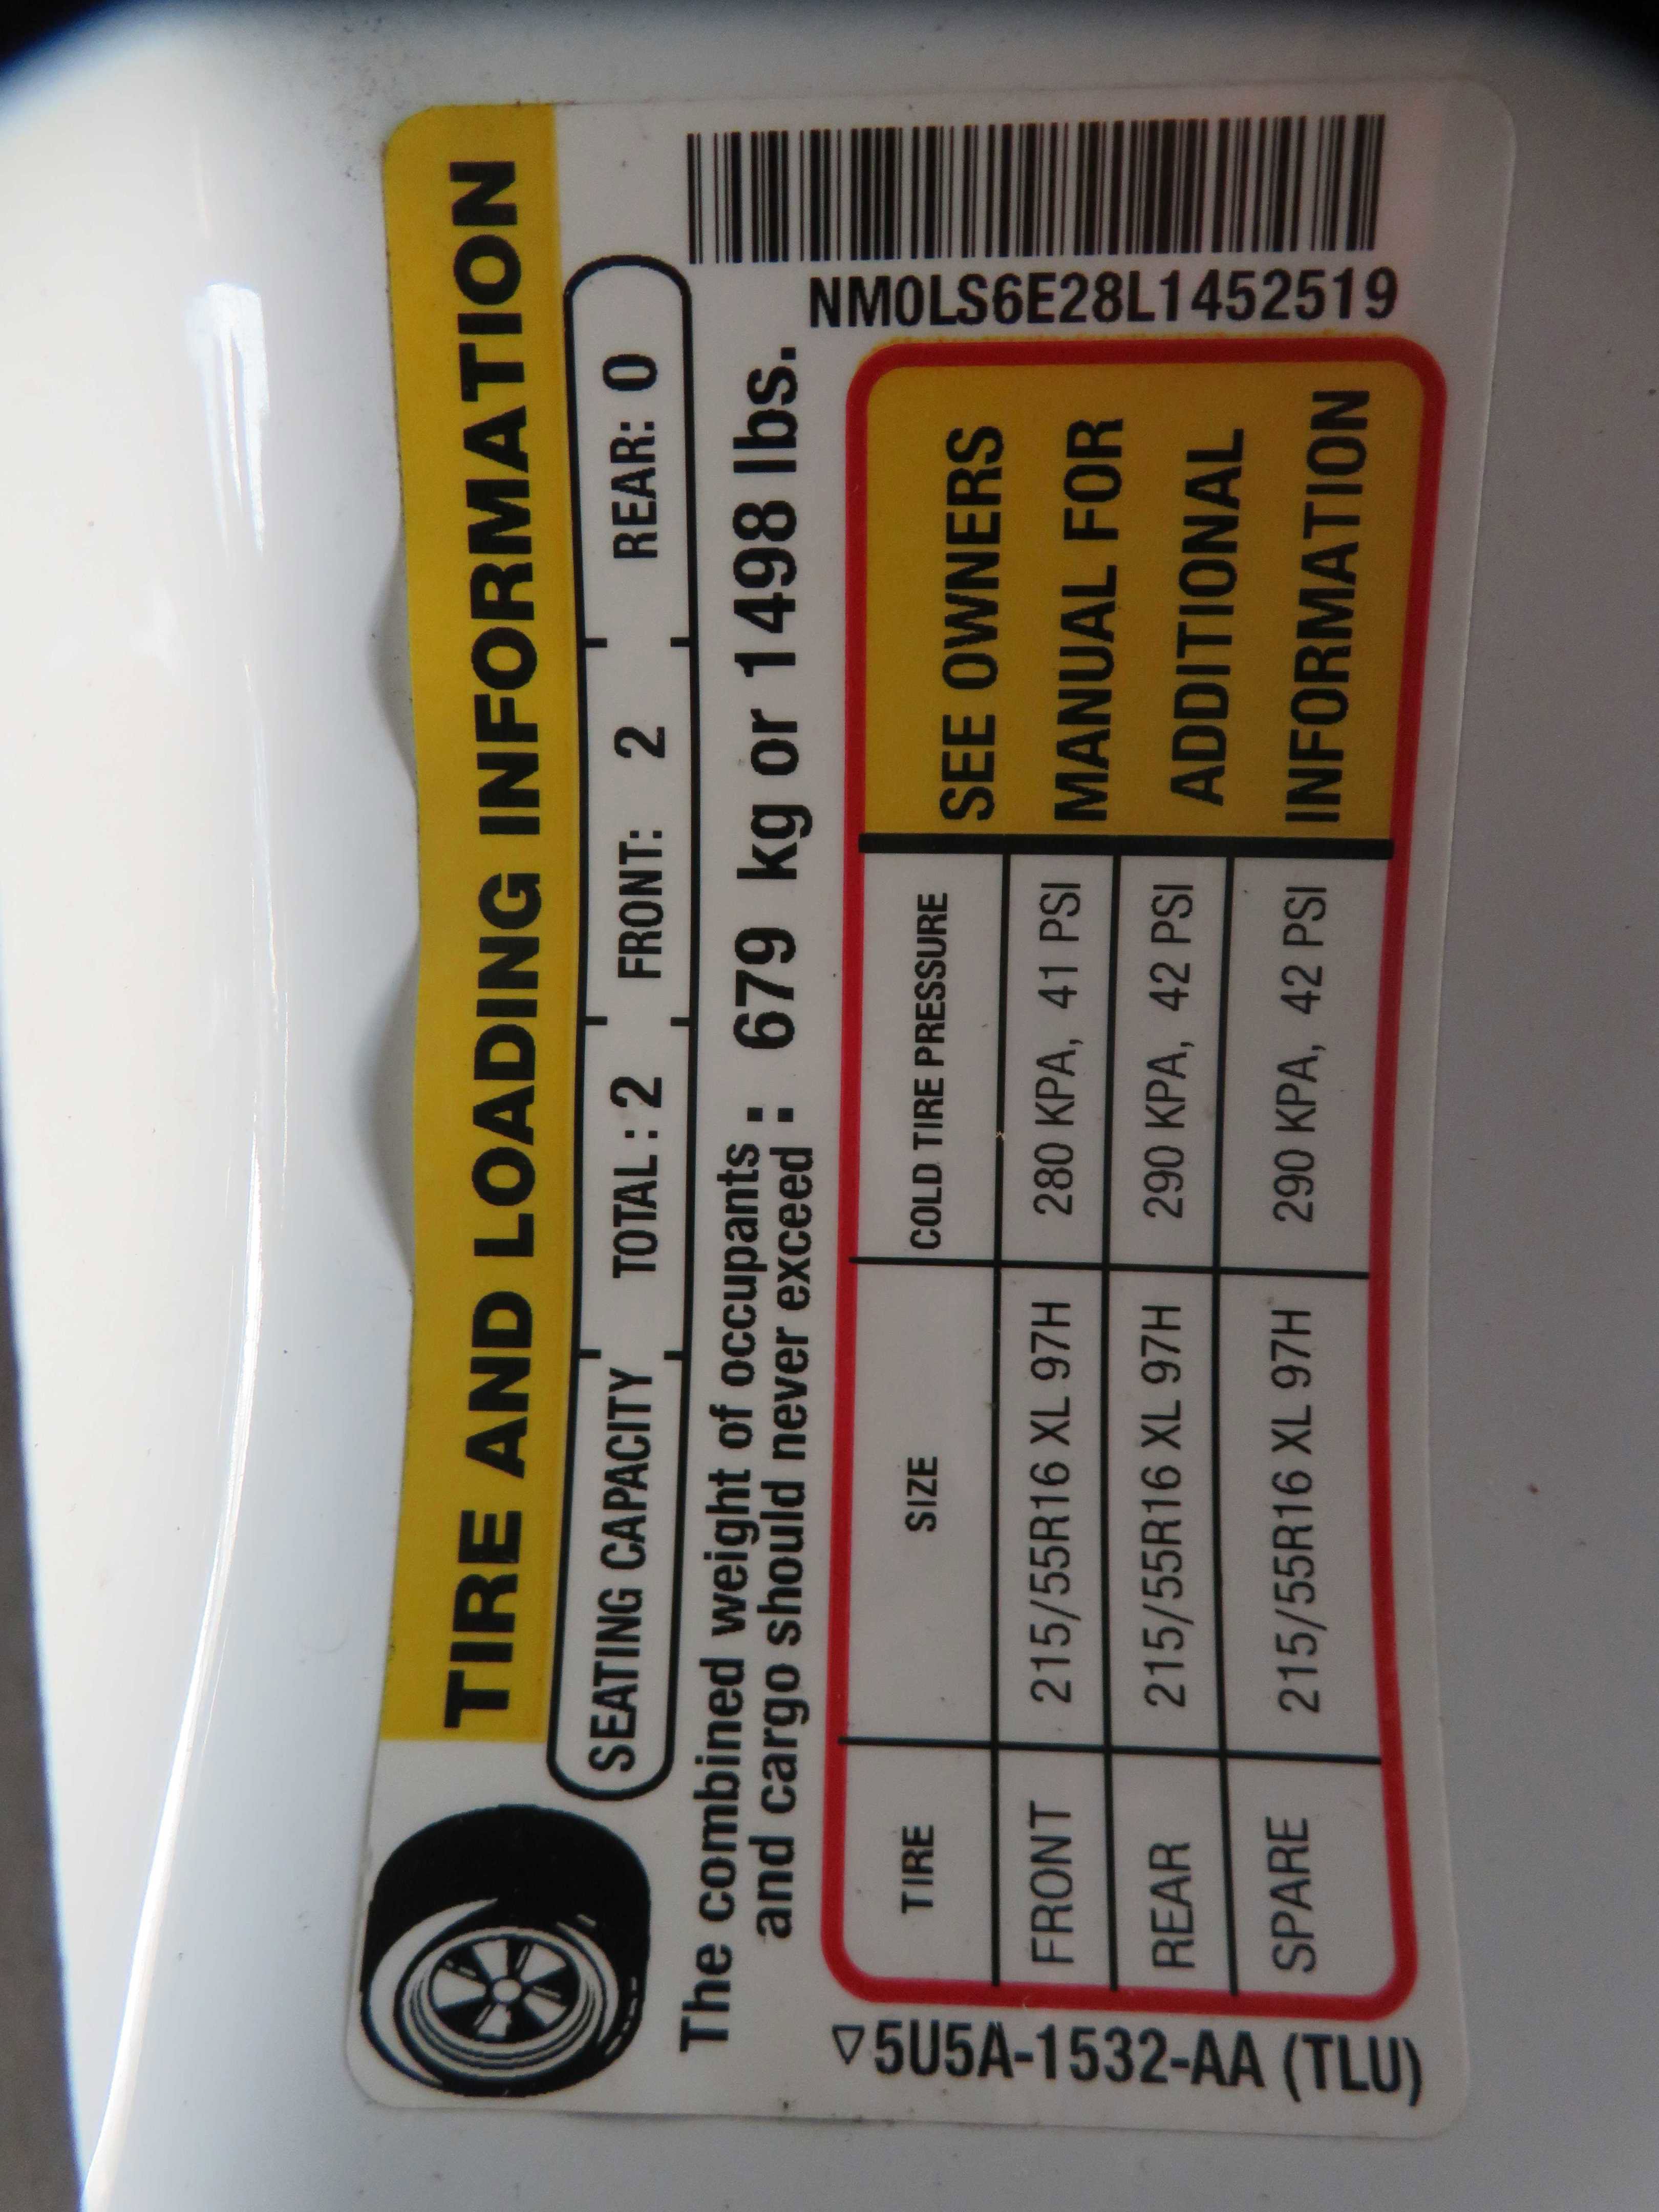 TIRE AND LOADING INFORMATION
SEATING CAPACITY TOTAL : 2 FRONT: 2 REAR: 0
The combined weight of occupants : 679 kg or 1498 lbs.
and cargo should never exceed :
TIRE SIZE COLD TIRE PRESSURE
FRONT 215/55R16 XL 97H 280 KPA, 41 PSI
REAR 215/55R16 XL 97H 290 KPA, 42 PSI
SPARE 215/55R16 XL 97H 290 KPA, 42 PSI
SEE OWNERS
MANUAL FOR
ADDITIONAL
INFORMATION
5U5A-1532-AA (TLU)
NM0LS6E28L1452519